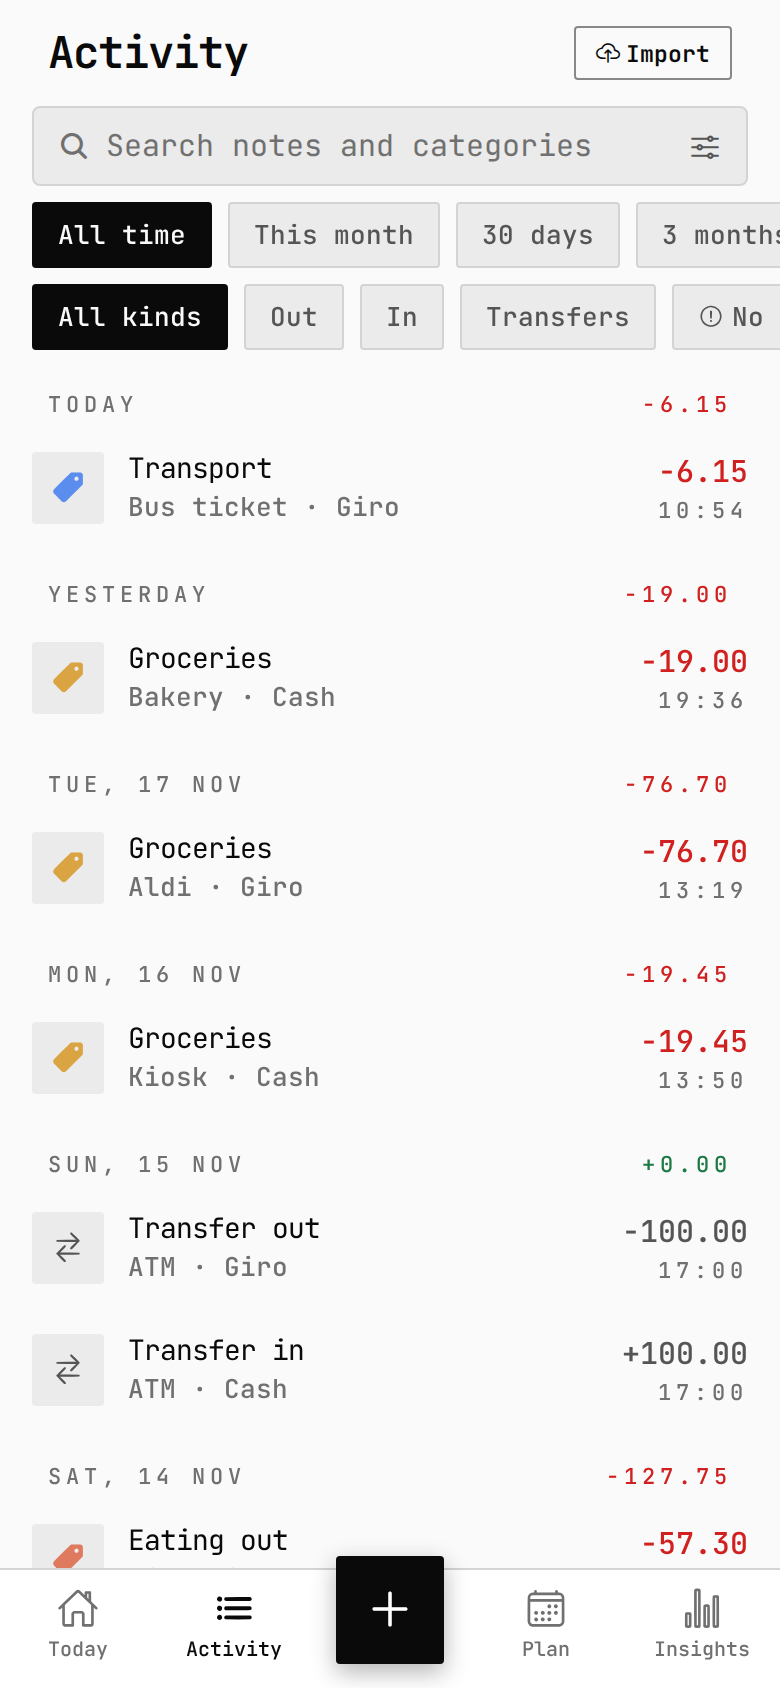 Activity
Import
Search notes and categories
All time
This month
30 days
3 months
All kinds
Out
In
Transfers
No
TODAY -6.15
Transport -6.15
Bus ticket · Giro 10:54
YESTERDAY -19.00
Groceries -19.00
Bakery · Cash 19:36
TUE, 17 NOV -76.70
Groceries -76.70
Aldi · Giro 13:19
MON, 16 NOV -19.45
Groceries -19.45
Kiosk · Cash 13:50
SUN, 15 NOV +0.00
Transfer out -100.00
ATM · Giro 17:00
Transfer in +100.00
ATM · Cash 17:00
SAT, 14 NOV -127.75
Eating out -57.30
Today
Activity
Plan
Insights